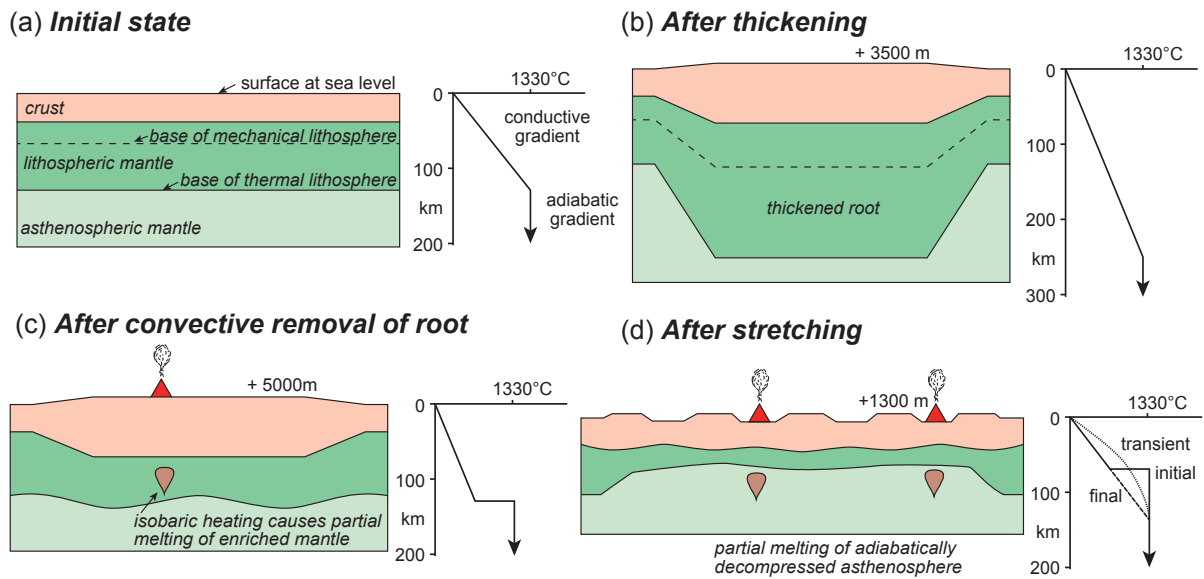 (a) Initial state
surface at sea level
crust
base of mechanical lithosphere
lithospheric mantle
base of thermal lithosphere
asthenospheric mantle
1330°C
0
conductive
gradient
100
km
adiabatic
gradient
200
(b) After thickening
+ 3500 m
thickened root
1330°C
0
100
200
km
300
(c) After convective removal of root
+ 5000m
isobaric heating causes partial
melting of enriched mantle
1330°C
0
100
km
200
(d) After stretching
+1300 m
partial melting of adiabatically
decompressed asthenosphere
1330°C
0
transient
initial
final
100
km
200